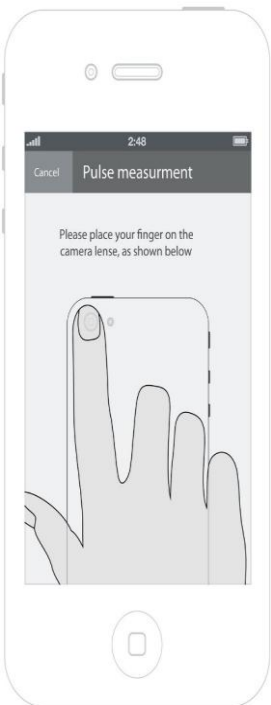 2:48
Cancel Pulse measurment
Please place your finger on the
camera lense, as shown below